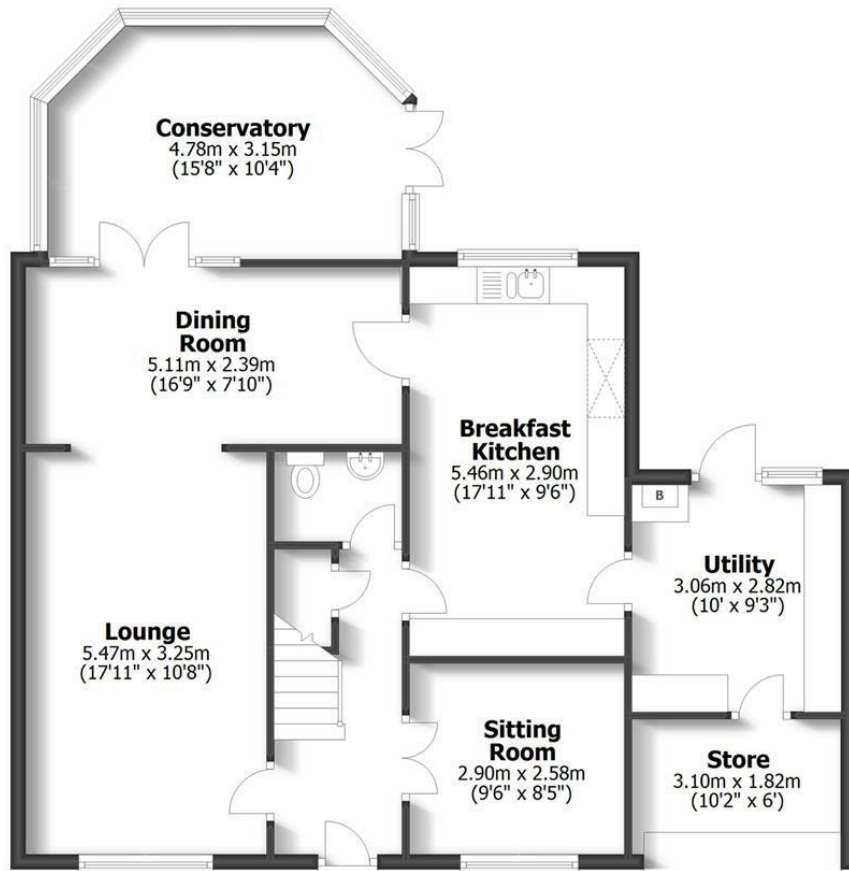 Conservatory
4.78m x 3.15m
(15'8" x 10'4")
Dining
Room
5.11m x 2.39m
(16'9" x 7'10")
Breakfast
Kitchen
5.46m x 2.90m
(17'11" x 9'6")
B
Utility
3.06m x 2.82m
(10' x 9'3")
Lounge
5.47m x 3.25m
(17'11" x 10'8")
Sitting
Room
2.90m x 2.58m
(9'6" x 8'5")
Store
3.10m x 1.82m
(10'2" x 6')